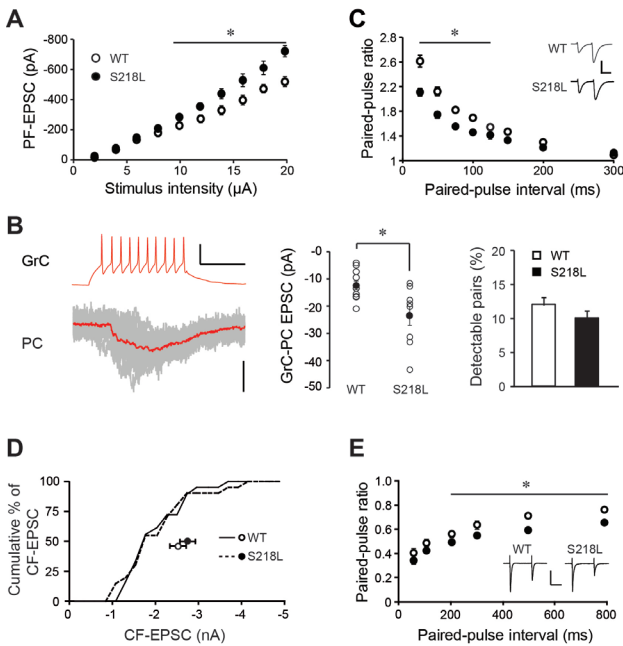 A
PF-EPSC (pA)
-800
-600
-400
-200
0
*
WT
S218L
0 5 10 15 20
Stimulus intensity (µA)
C
Paired-pulse ratio
2.8
2.6
2.2
1.8
1.4
1
*
WT
S218L
0 100 200 300
Paired-pulse interval (ms)
B
GrC
PC
GrC-PC EPSC (pA)
-0
-10
-20
-30
-40
-50
*
WT S218L
Detectable pairs (%)
20
15
10
5
0
WT
S218L
D
Cumulative % of
CF-EPSC
100
75
50
25
0
WT
S218L
0 -1 -2 -3 -4 -5
CF-EPSC (nA)
E
Paired-pulse ratio
1.0
0.8
0.6
0.4
0.2
0
*
WT S218L
0 200 400 600 800
Paired-pulse interval (ms)